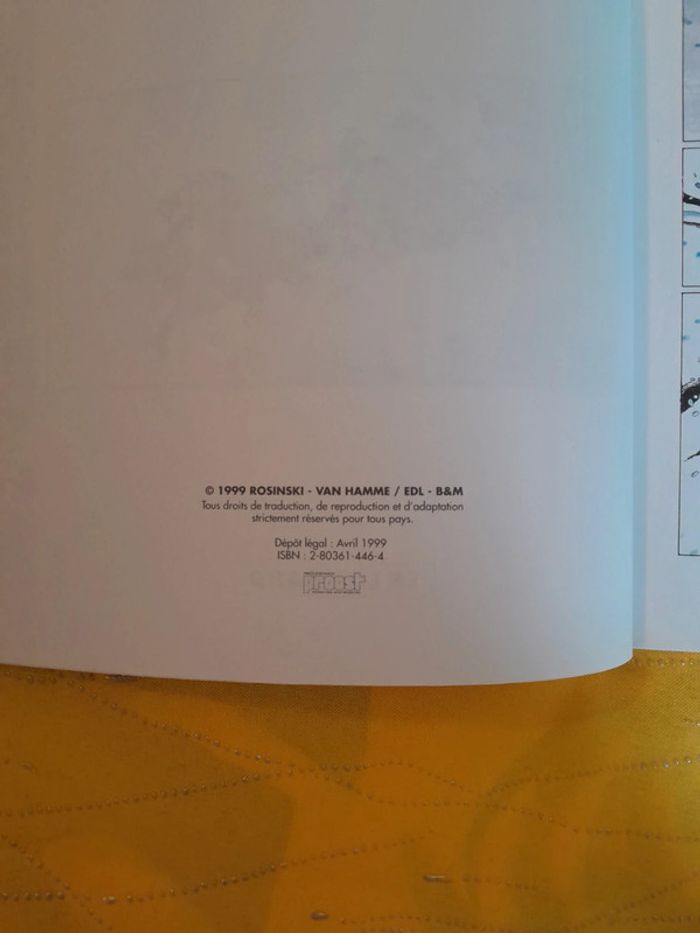 © 1999 ROSINSKI - VAN HAMME / EDL - B&M
Tous droits de traduction, de reproduction et d'adaptation
strictement réservés pour tous pays.
Dépôt légal : Avril 1999
ISBN : 2-80361-446-4
proost